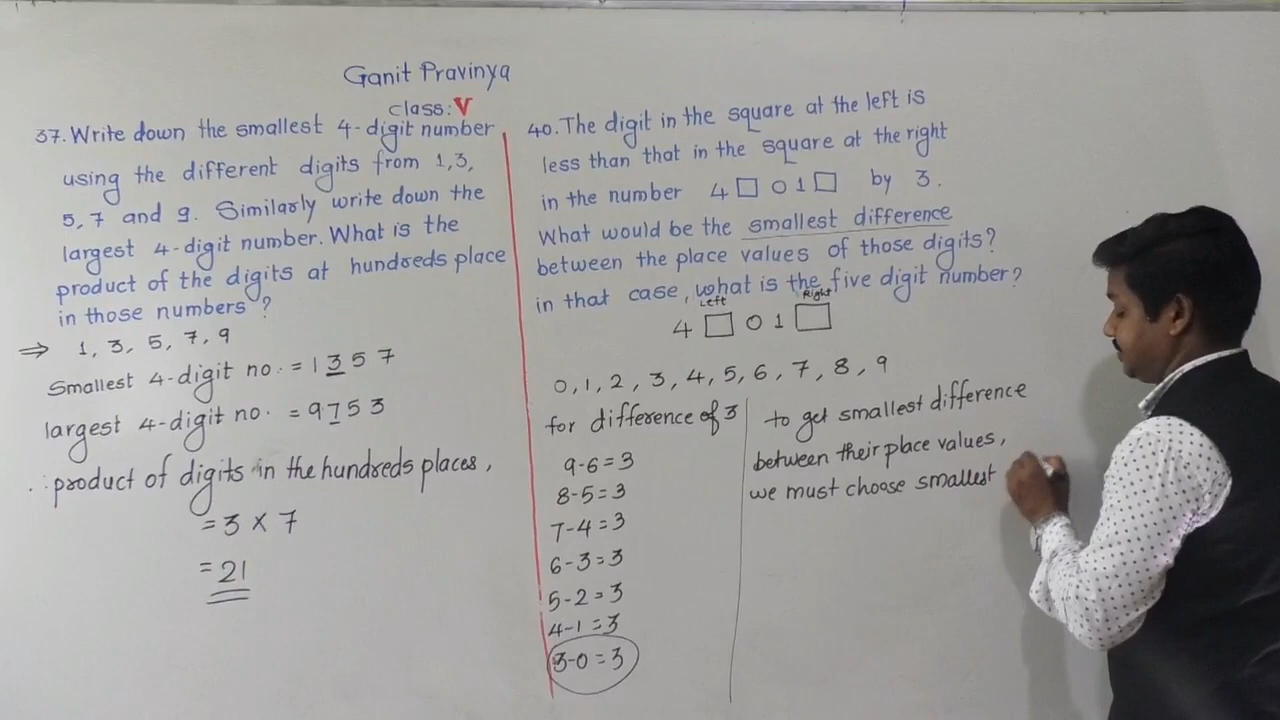 Ganit Pravinya
class: V
37. Write down the smallest 4-digit number
using the different digits from 1,3,
5, 7 and 9. Similarly write down the
largest 4-digit number. What is the
product of the digits at hundreds place
in those numbers?
⇒ 1, 3, 5, 7, 9
Smallest 4-digit no. = 1357
largest 4-digit no. = 9753
∴ product of digits in the hundreds places,
= 3 × 7
= 21
40. The digit in the square at the left is
less than that in the square at the right
in the number 4 □ 0 1 □ by 3.
What would be the smallest difference
between the place values of those digits?
in that case, what is the five digit number?
Left Right
4 □ 0 1 □
0, 1, 2, 3, 4, 5, 6, 7, 8, 9
for difference of 3
9-6=3
8-5=3
7-4=3
6-3=3
5-2=3
4-1=3
3-0=3
to get smallest difference
between their place values,
we must choose smallest